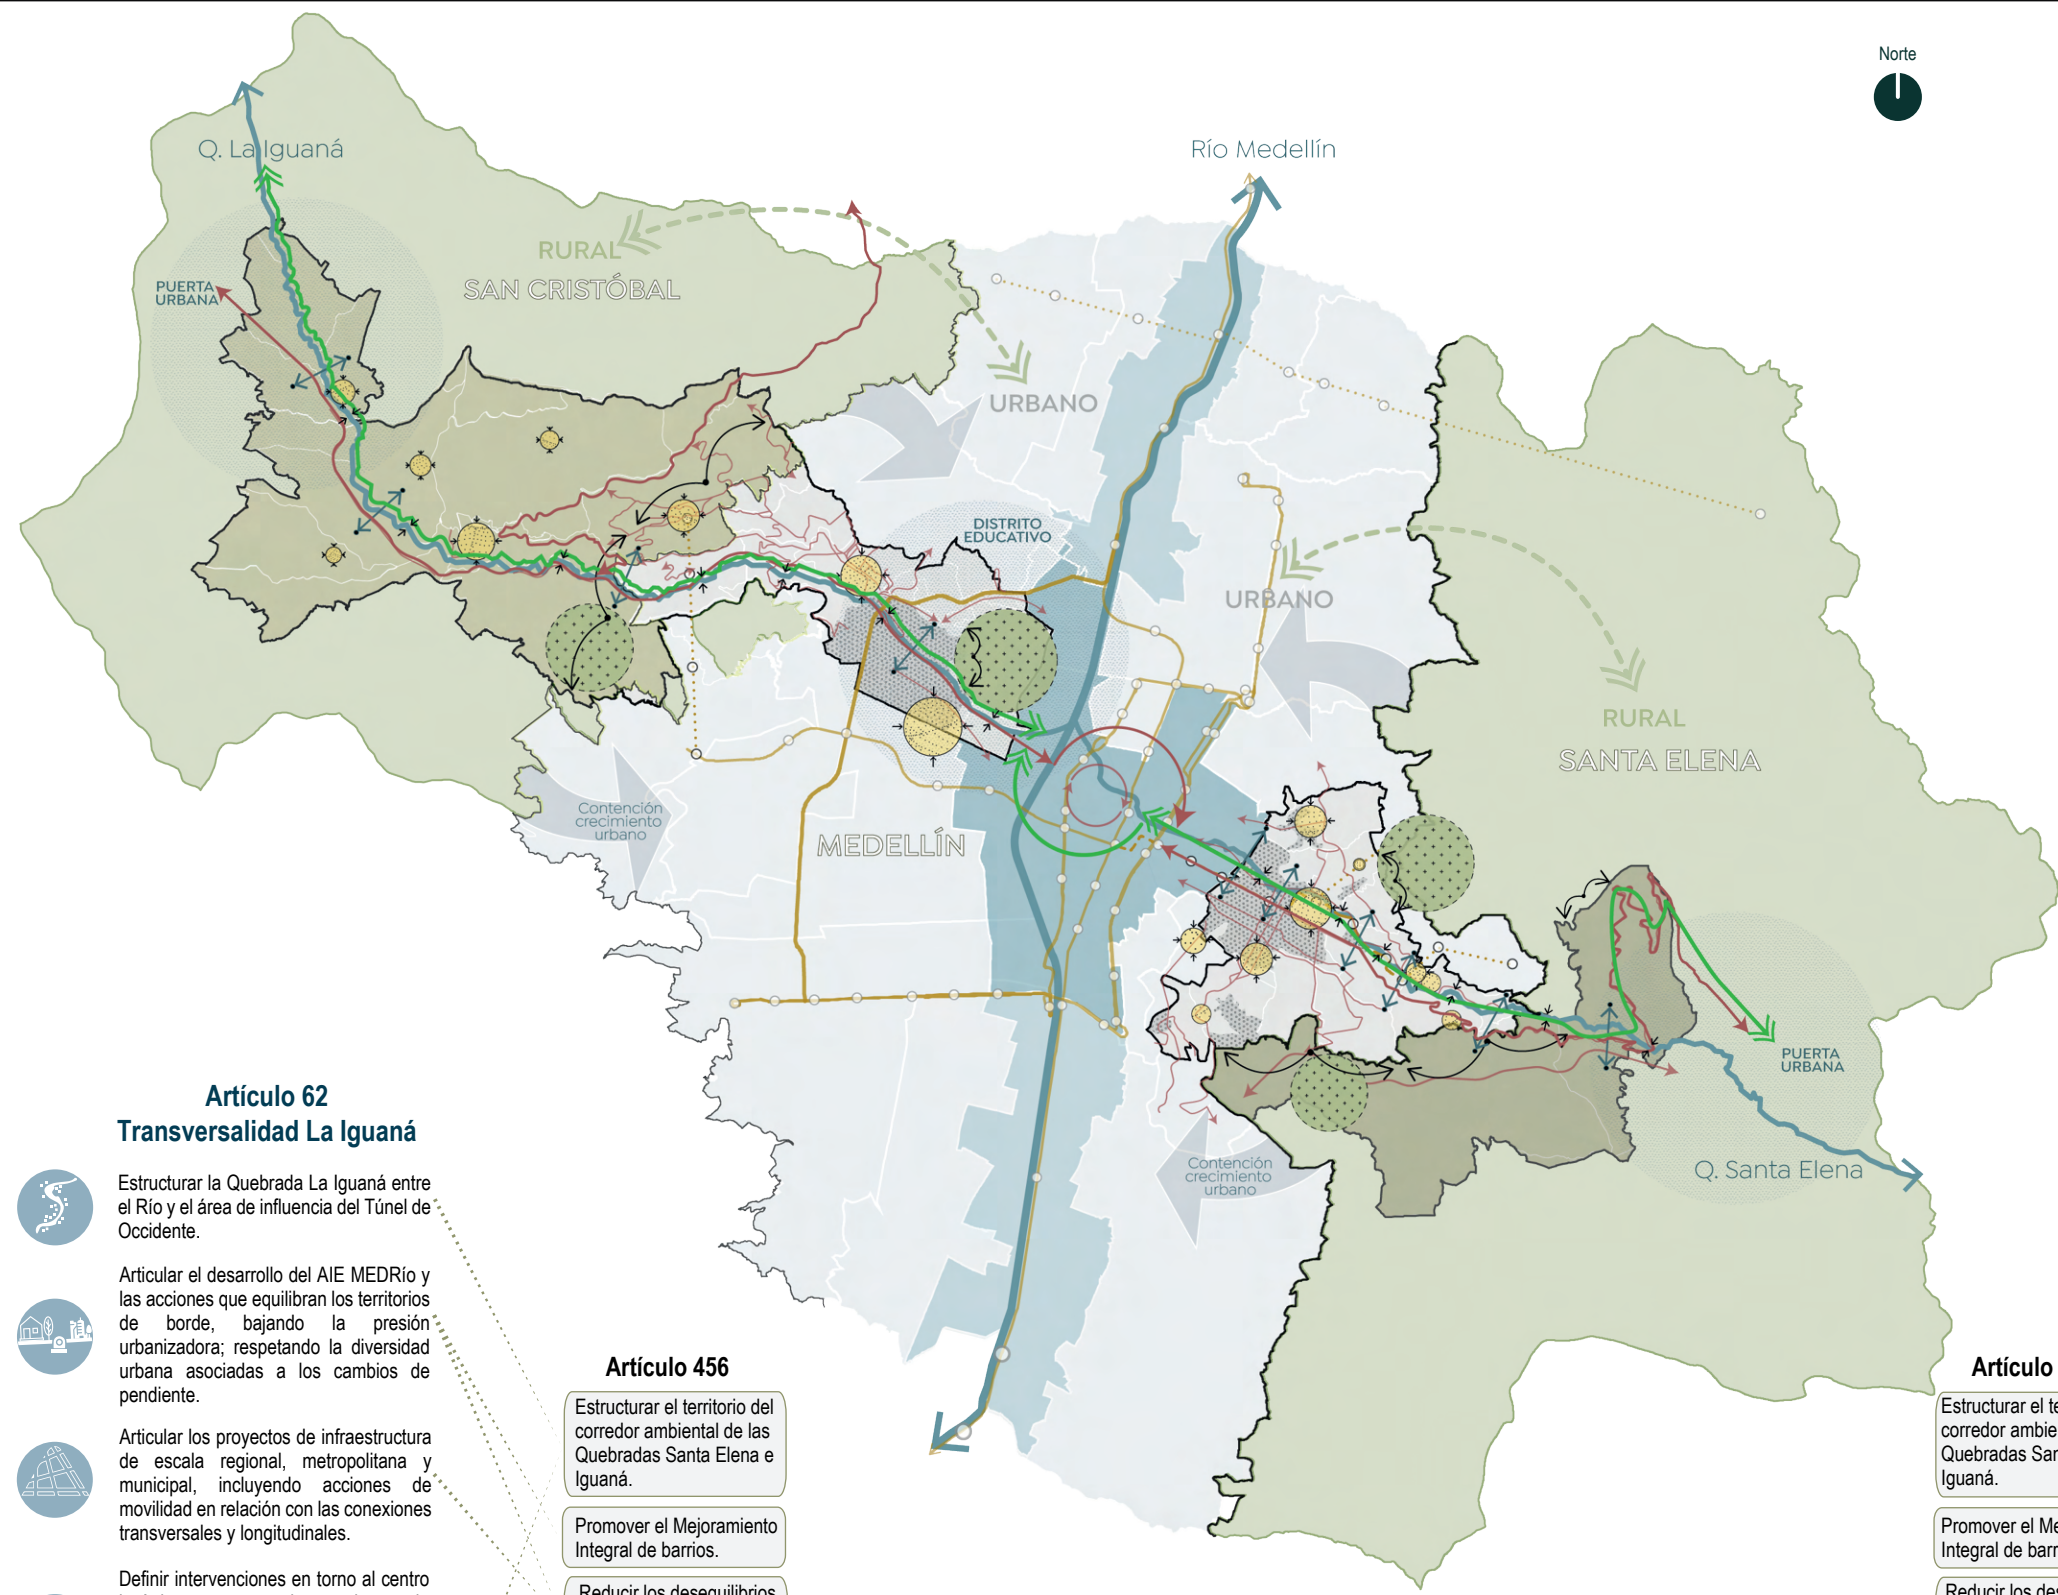 Norte
Q. La Iguaná
Río Medellín
RURAL
SAN CRISTÓBAL
PUERTA
URBANA
URBANO
DISTRITO
EDUCATIVO
URBANO
RURAL
SANTA ELENA
Contención
crecimiento
urbano
MEDELLÍN
PUERTA
URBANA
Contención
crecimiento
urbano
Q. Santa Elena
Artículo 62
Transversalidad La Iguaná
Estructurar la Quebrada La Iguaná entre
el Río y el área de influencia del Túnel de
Occidente.
Articular el desarrollo del AIE MEDRío y
las acciones que equilibran los territorios
de borde, bajando la presión
urbanizadora; respetando la diversidad
urbana asociadas a los cambios de
pendiente.
Articular los proyectos de infraestructura
de escala regional, metropolitana y
municipal, incluyendo acciones de
movilidad en relación con las conexiones
transversales y longitudinales.
Definir intervenciones en torno al centro
Artículo 456
Estructurar el territorio del
corredor ambiental de las
Quebradas Santa Elena e
Iguaná.
Promover el Mejoramiento
Integral de barrios.
Reducir los desequilibrios
Artículo
Estructurar el te
corredor ambie
Quebradas San
Iguaná.
Promover el Me
Integral de barr
Reducir los des